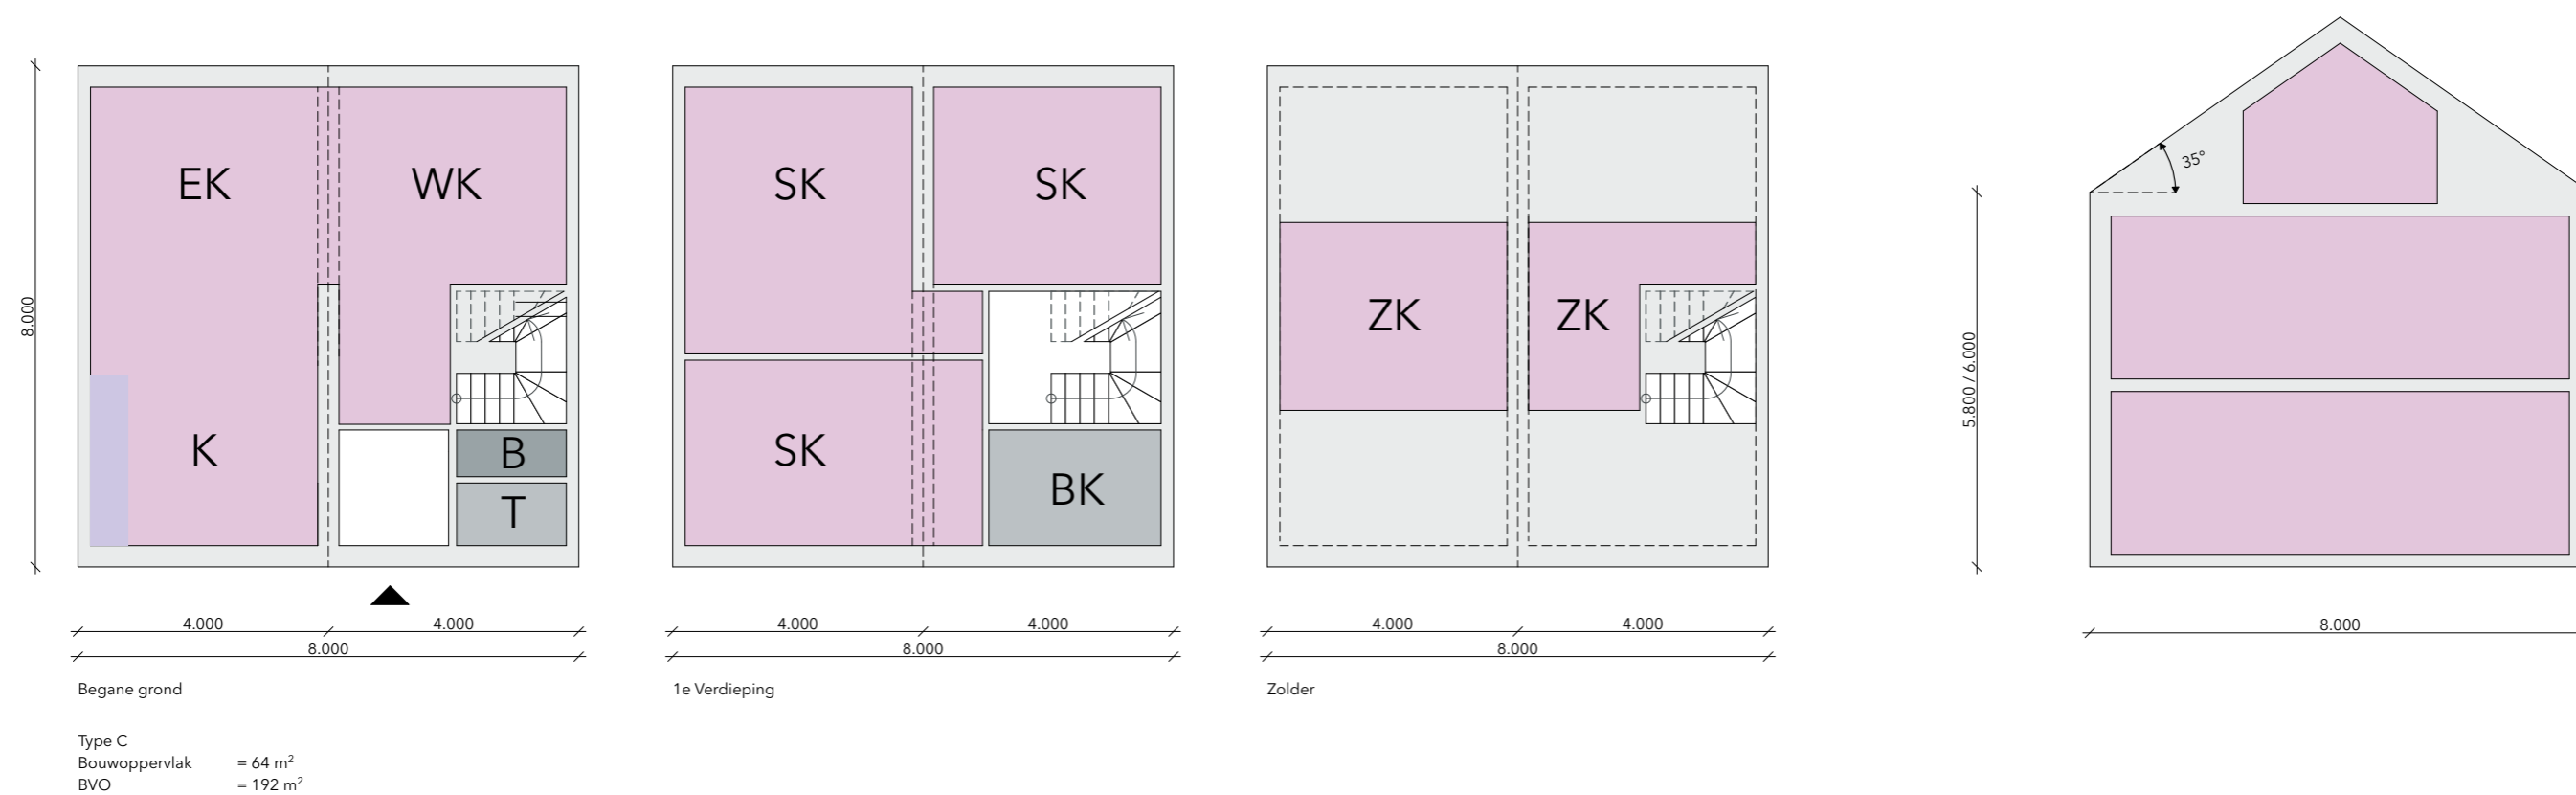 8.000
EK
WK
K
B
T
4.000
4.000
8.000
Begane grond
Type C
Bouwoppervlak = 64 m²
BVO = 192 m²
SK
SK
SK
BK
4.000
4.000
8.000
1e Verdieping
ZK
ZK
4.000
4.000
8.000
Zolder
35°
5.800 / 6.000
8.000